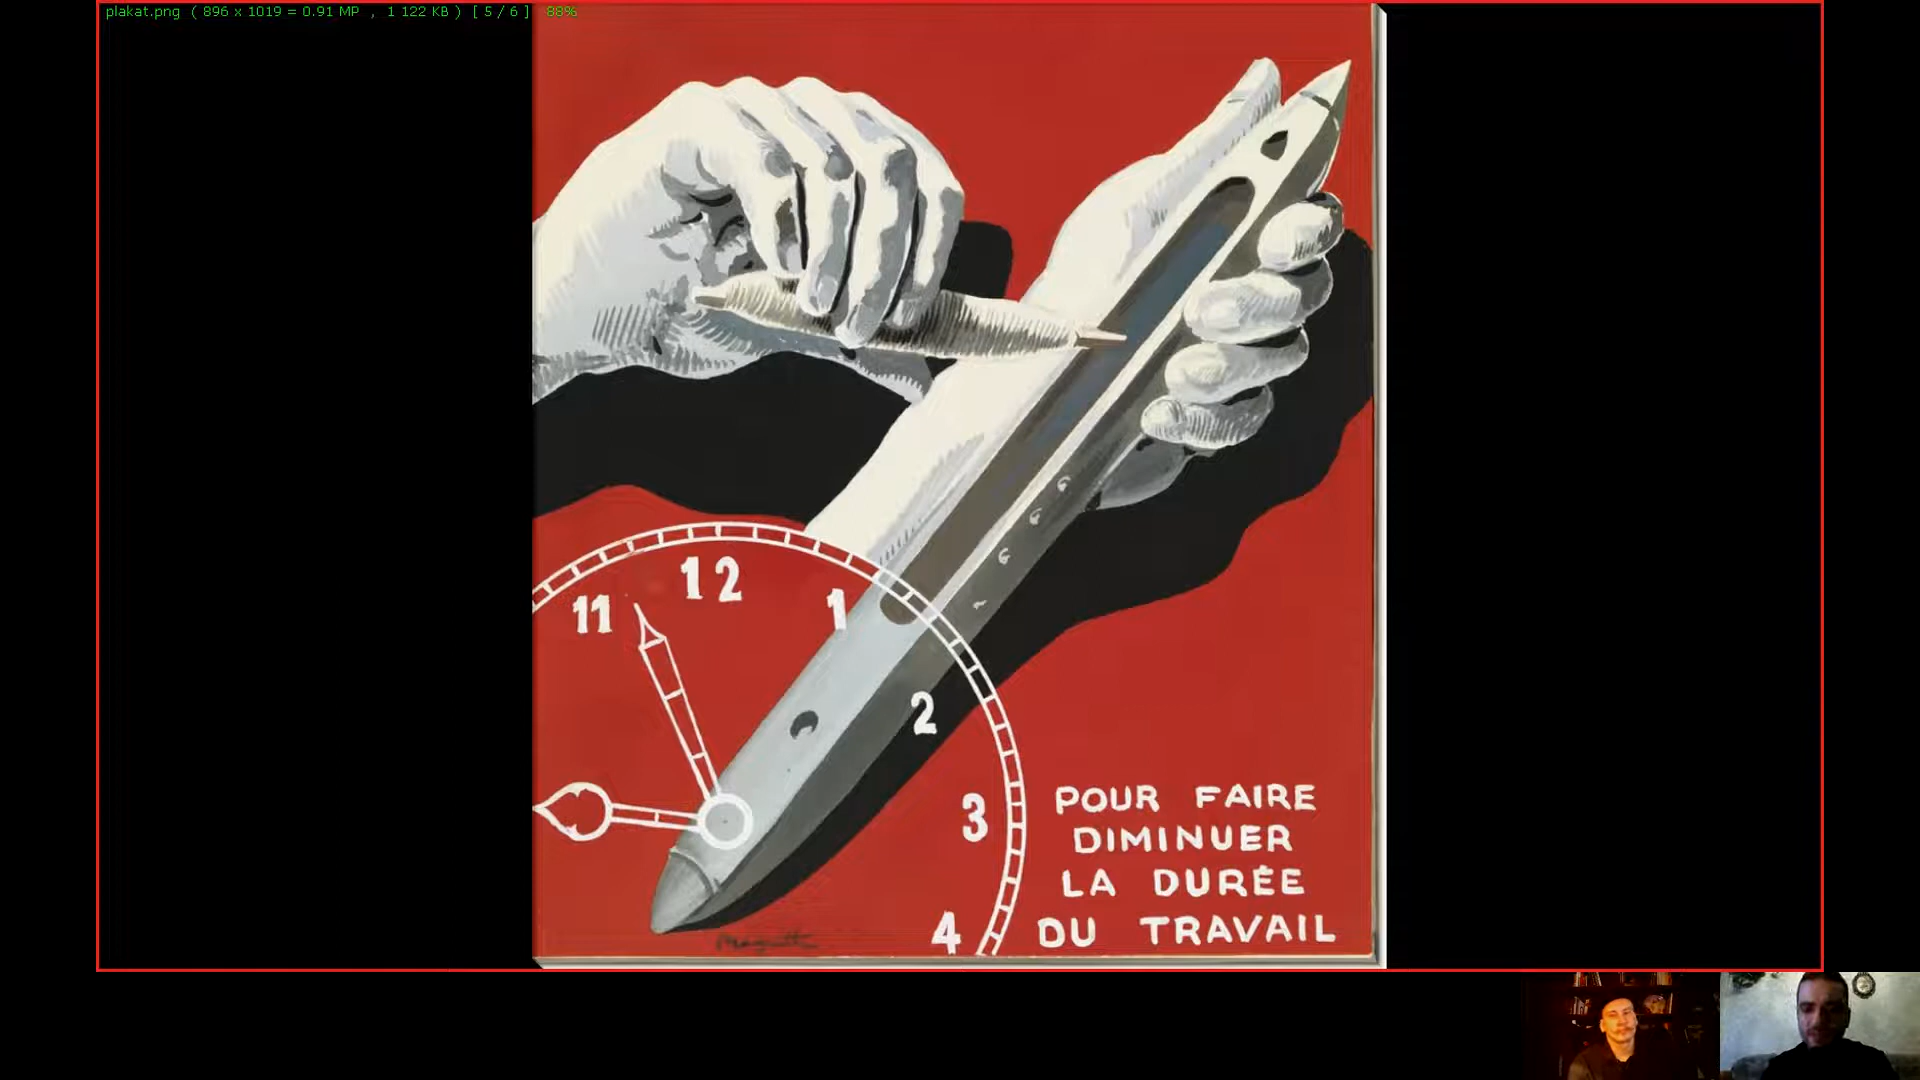 plakat.png ( 896 x 1019 = 0.91 MP , 1 122 KB ) [ 5 / 6 ] 88%
12
11
1
2
3
4
POUR FAIRE
DIMINUER
LA DURÉE
DU TRAVAIL
Magritte